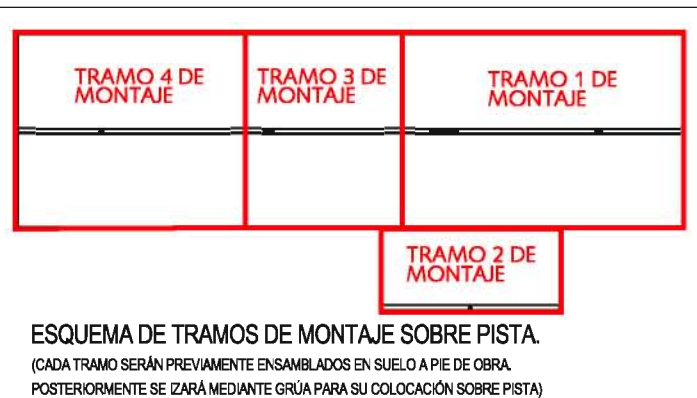 TRAMO 4 DE
MONTAJE
TRAMO 3 DE
MONTAJE
TRAMO 1 DE
MONTAJE
TRAMO 2 DE
MONTAJE
ESQUEMA DE TRAMOS DE MONTAJE SOBRE PISTA.
(CADA TRAMO SERÁN PREVIAMENTE ENSAMBLADOS EN SUELO A PIE DE OBRA.
POSTERIORMENTE SE IZARÁ MEDIANTE GRÚA PARA SU COLOCACIÓN SOBRE PISTA)